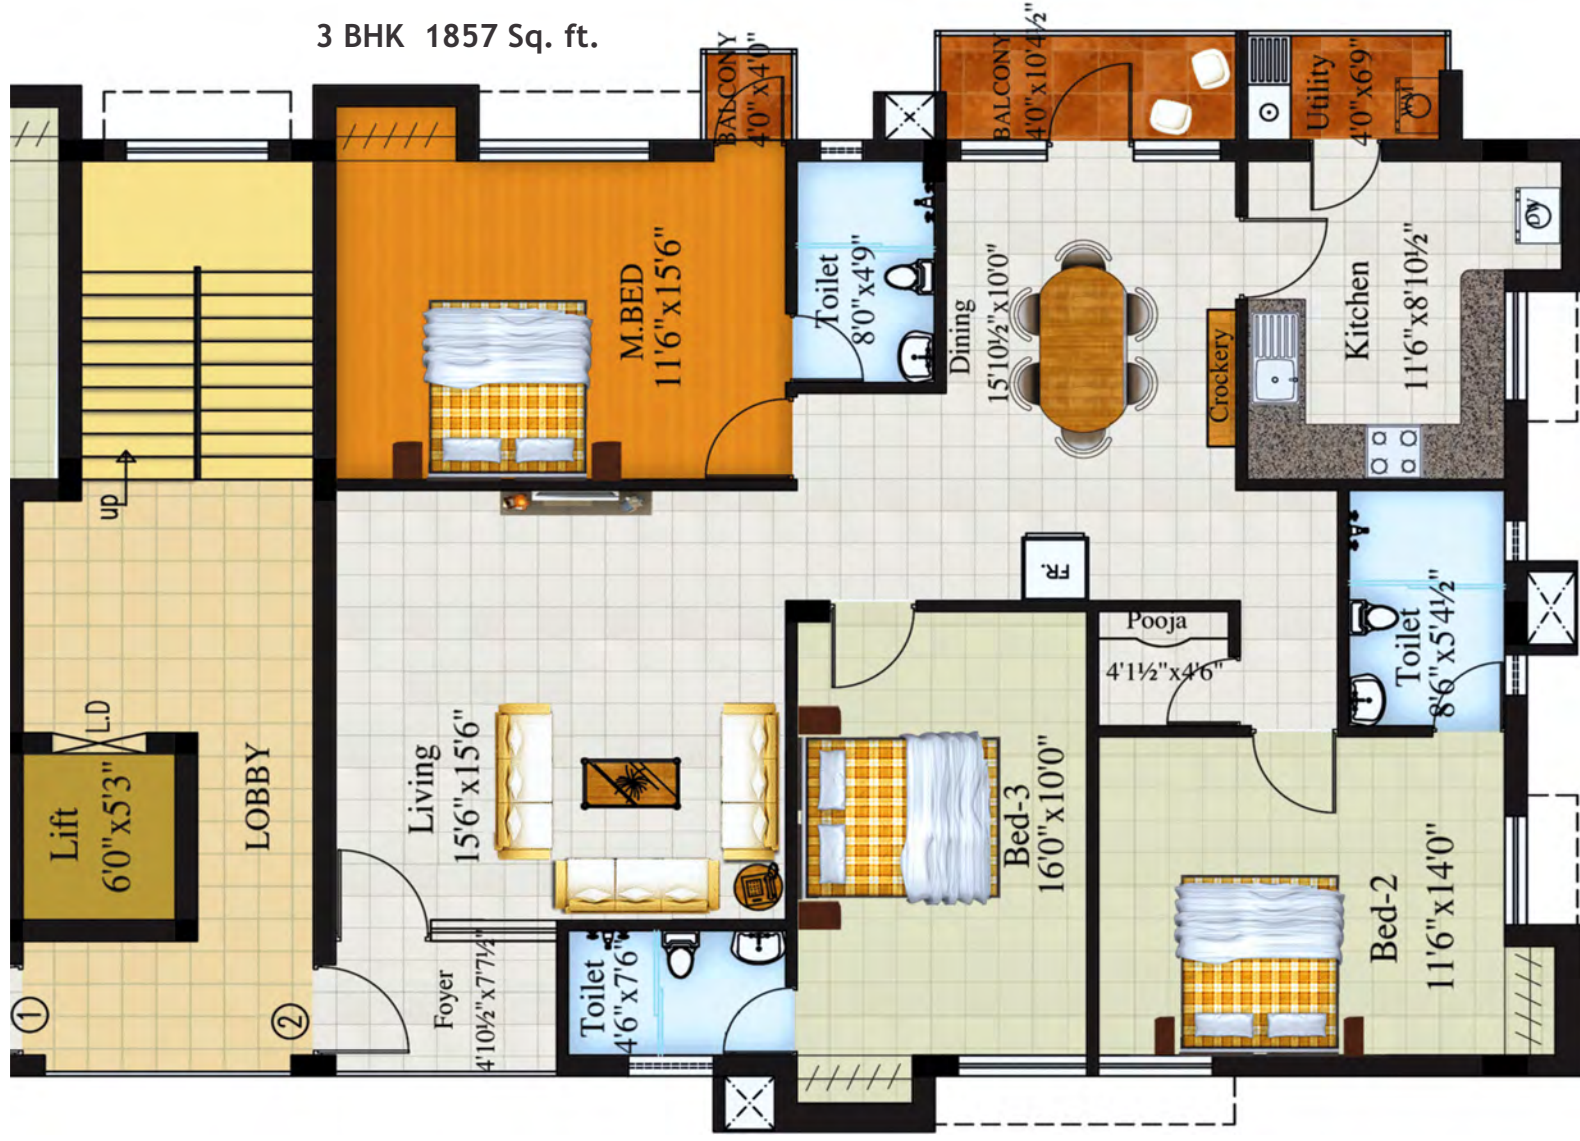 3 BHK 1857 Sq. ft.
BALCONY
4'0"x4'0"
BALCONY
4'0"x10'4½"
Utility
4'0"x6'9"
WM
M.BED
11'6"x15'6"
Toilet
8'0"x4'9"
Dining
15'10½"x10'0"
Crockery
Kitchen
11'6"x8'10½"
DW
up
FR.
L.D
Lift
6'0"x5'3"
LOBBY
Living
15'6"x15'6"
Pooja
4'1½"x4'6"
Toilet
8'6"x5'4½"
Bed-3
16'0"x10'0"
Bed-2
11'6"x14'0"
1
2
Foyer
4'10½"x7'7½"
Toilet
4'6"x7'6"